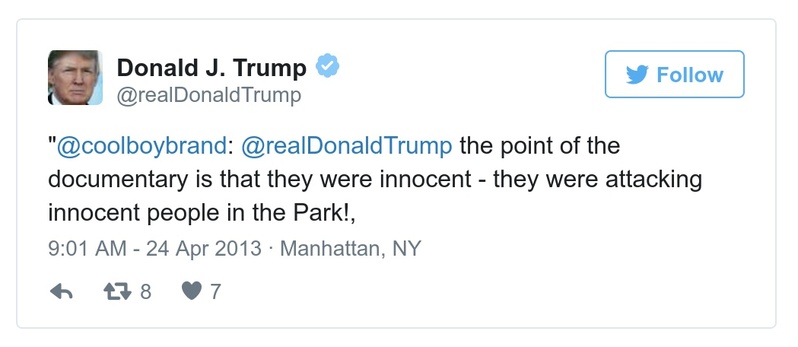 Donald J. Trump
@realDonaldTrump
Follow
"@coolboybrand: @realDonaldTrump the point of the
documentary is that they were innocent - they were attacking
innocent people in the Park!,
9:01 AM - 24 Apr 2013 · Manhattan, NY
8 7